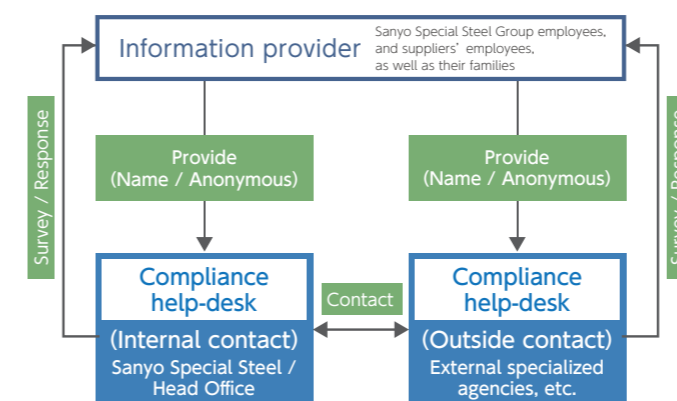 Information provider
Sanyo Special Steel Group employees,
and suppliers' employees,
as well as their families
Survey / Response
Provide
(Name / Anonymous)
Provide
(Name / Anonymous)
Survey / Response
Compliance
help-desk
(Internal contact)
Sanyo Special Steel /
Head Office
Contact
Compliance
help-desk
(Outside contact)
External specialized
agencies, etc.